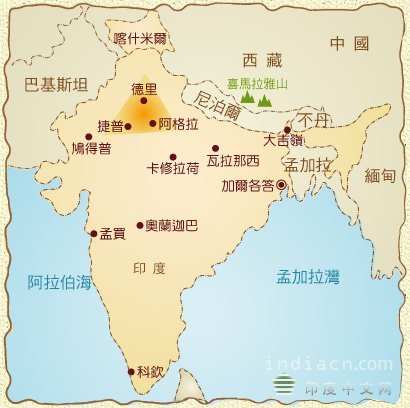 喀什米爾
中國
西藏
巴基斯坦
喜馬拉雅山
德里
尼泊爾
不丹
捷普
阿格拉
大吉嶺
鳩得普
卡修拉荷
瓦拉那西
孟加拉
緬甸
加爾各答
孟買
奧蘭迦巴
印度
阿拉伯海
孟加拉灣
科欽
indiacn.com
印度中文网